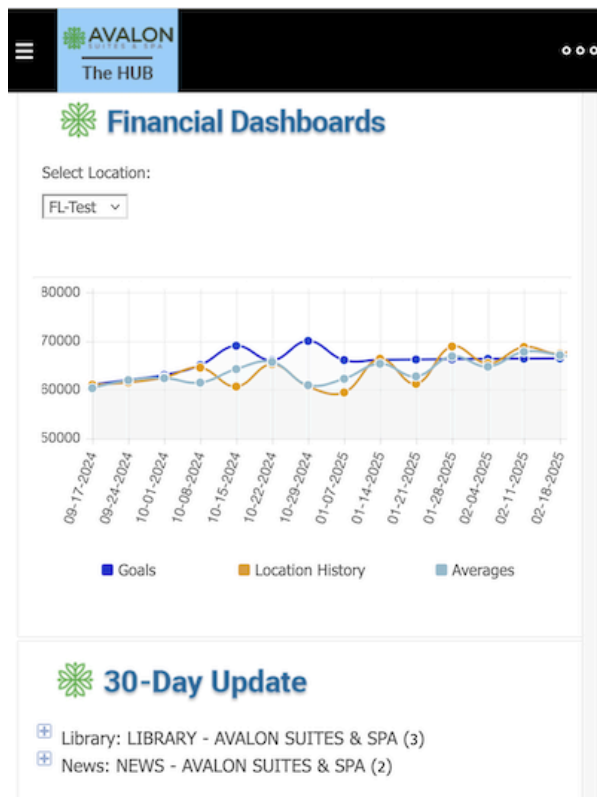 AVALON
SUITES & SPA
The HUB
Financial Dashboards
Select Location:
FL-Test
80000
70000
60000
50000
09-17-2024
09-24-2024
10-01-2024
10-08-2024
10-15-2024
10-22-2024
10-29-2024
01-07-2025
01-14-2025
01-21-2025
01-28-2025
02-04-2025
02-11-2025
02-18-2025
Goals Location History Averages
30-Day Update
Library: LIBRARY - AVALON SUITES & SPA (3)
News: NEWS - AVALON SUITES & SPA (2)